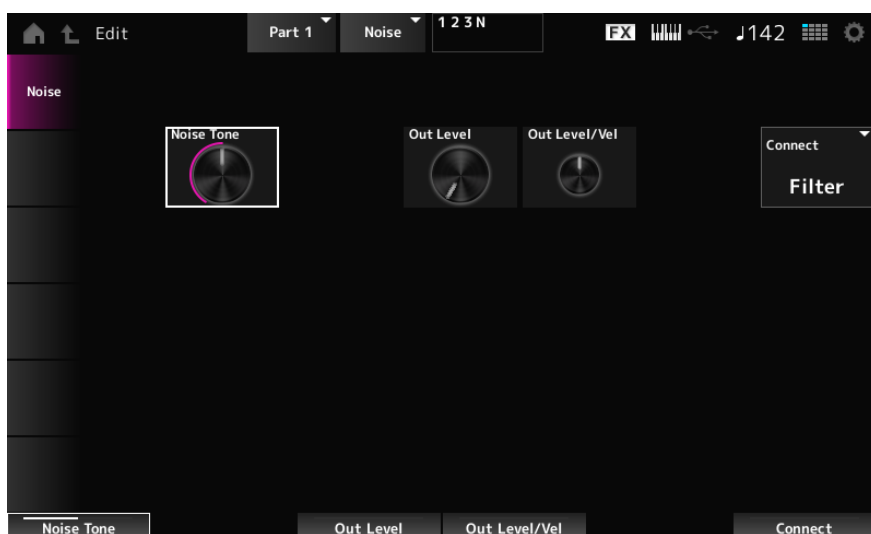 Edit Part 1 Noise 1 2 3 N FX ♩142
Noise
Noise Tone Out Level Out Level/Vel
Connect
Filter
Noise Tone Out Level Out Level/Vel Connect